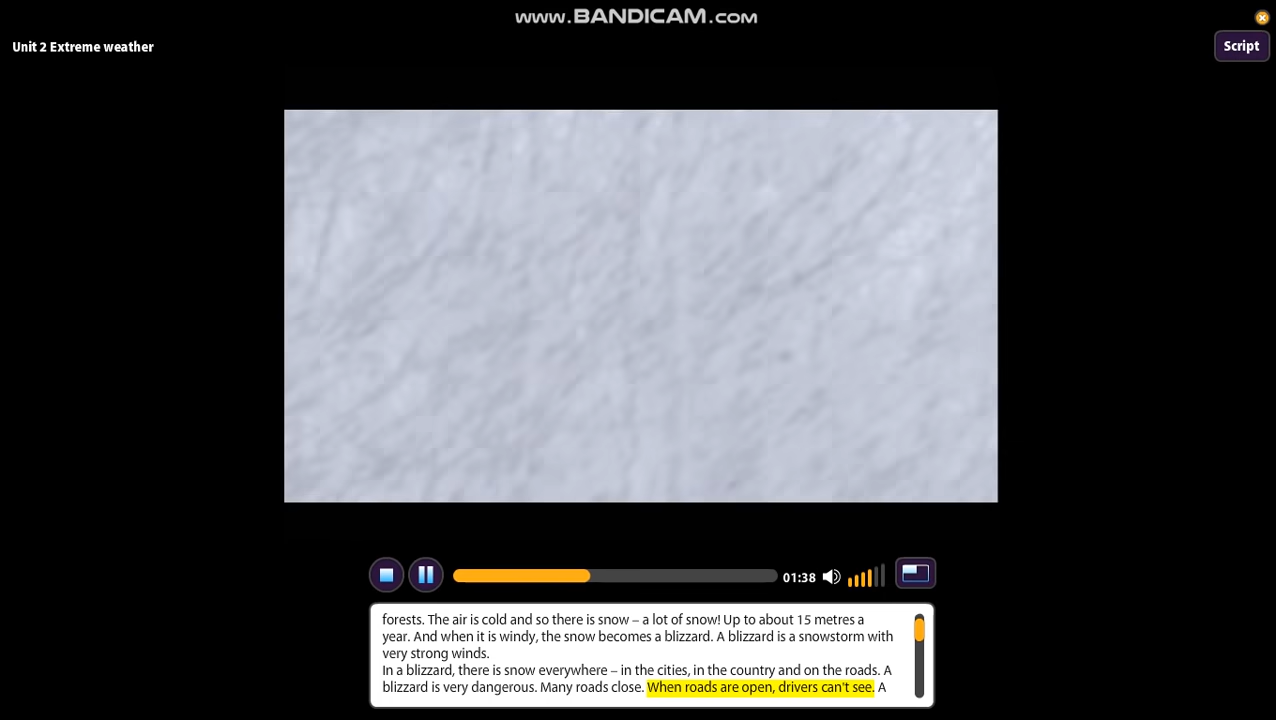 www.BANDICAM.com
Unit 2 Extreme weather
Script
01:38
forests. The air is cold and so there is snow – a lot of snow! Up to about 15 metres a
year. And when it is windy, the snow becomes a blizzard. A blizzard is a snowstorm with
very strong winds.
In a blizzard, there is snow everywhere – in the cities, in the country and on the roads. A
blizzard is very dangerous. Many roads close. When roads are open, drivers can't see. A